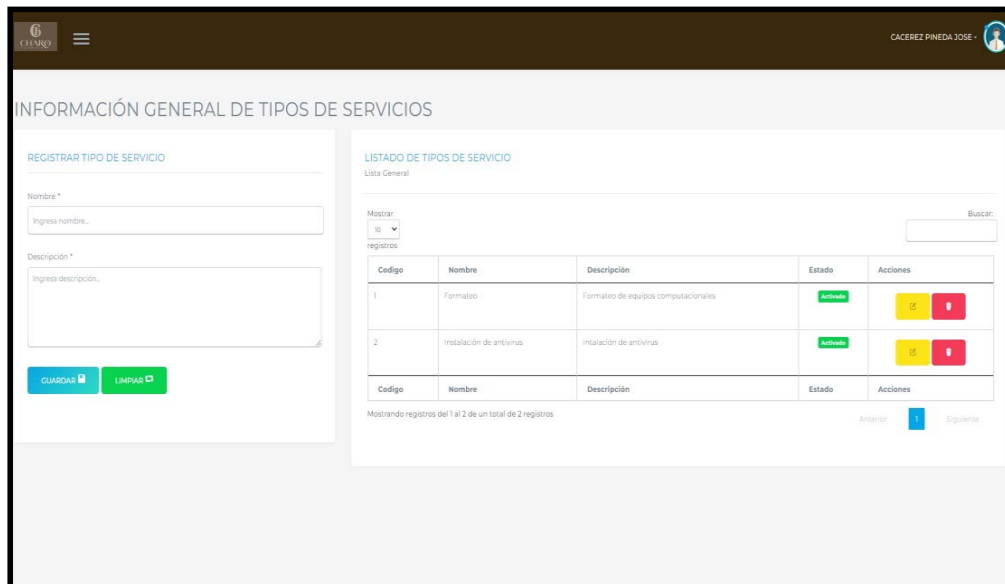 CHARO
CACEREZ PINEDA JOSE
INFORMACIÓN GENERAL DE TIPOS DE SERVICIOS
REGISTRAR TIPO DE SERVICIO
Nombre *
Ingresa nombre...
Descripción *
Ingresa descripción...
GUARDAR
LIMPIAR
LISTADO DE TIPOS DE SERVICIO
Lista General
Mostrar
10
registros
Buscar:
Codigo Nombre Descripción Estado Acciones
1 Formateo Formateo de equipos computacionales Activado
2 Instalación de antivirus Intalación de antivirus Activado
Codigo Nombre Descripción Estado Acciones
Mostrando registros del 1 al 2 de un total de 2 registros
Anterior 1 Siguiente